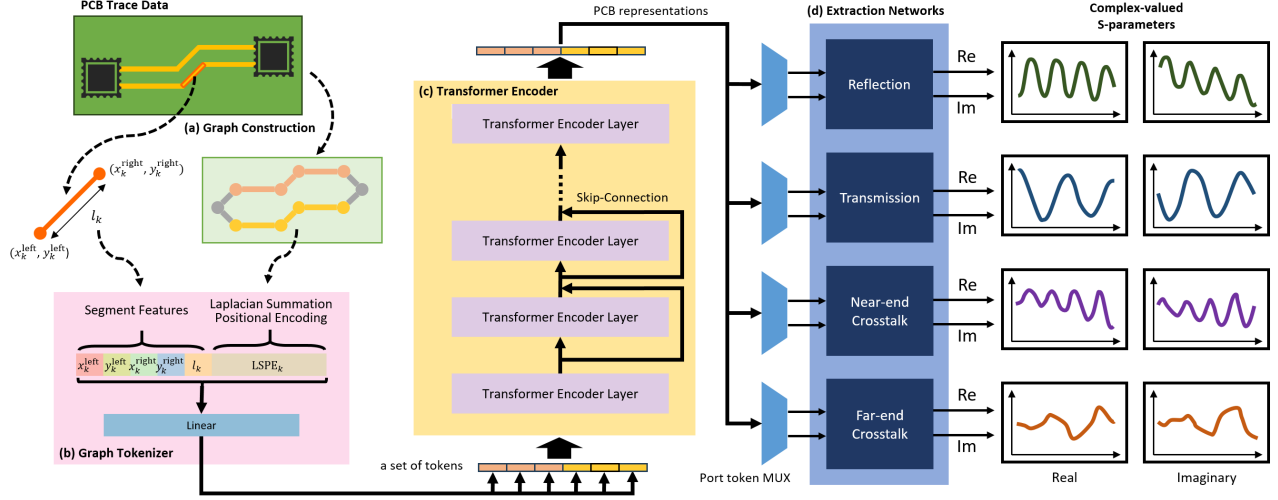 PCB Trace Data
(a) Graph Construction
(x_k^right, y_k^right)
l_k
(x_k^left, y_k^left)
Segment Features
Laplacian Summation
Positional Encoding
x_k^left y_k^left x_k^right y_k^right l_k LSPE_k
Linear
(b) Graph Tokenizer
a set of tokens
(c) Transformer Encoder
Transformer Encoder Layer
Skip-Connection
Transformer Encoder Layer
Transformer Encoder Layer
Transformer Encoder Layer
PCB representations
Port token MUX
(d) Extraction Networks
Reflection
Re
Im
Transmission
Re
Im
Near-end
Crosstalk
Re
Im
Far-end
Crosstalk
Re
Im
Complex-valued
S-parameters
Real
Imaginary